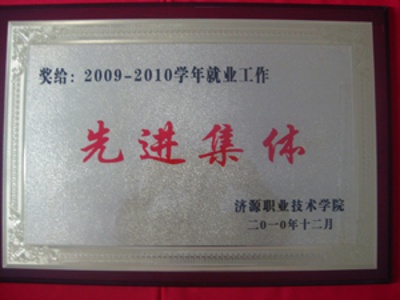 奖给：2009-2010学年就业工作
先进集体
济源职业技术学院
二〇一〇年十二月